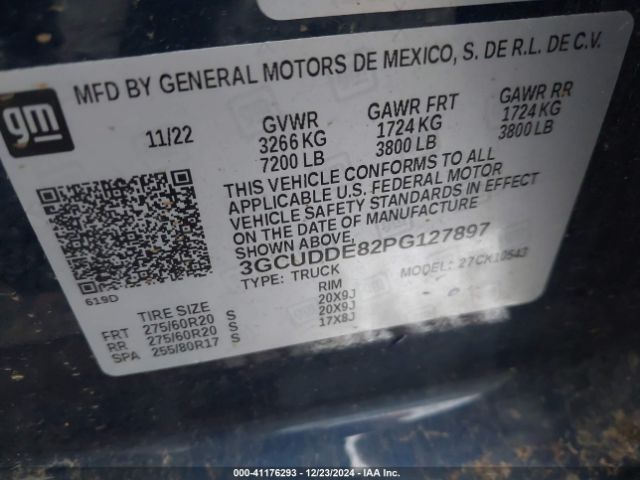 gm
MFD BY GENERAL MOTORS DE MEXICO, S. DE R.L. DE C.V.
11/22
GVWR GAWR FRT GAWR RR
3266 KG 1724 KG 1724 KG
7200 LB 3800 LB 3800 LB
THIS VEHICLE CONFORMS TO ALL
APPLICABLE U.S. FEDERAL MOTOR
VEHICLE SAFETY STANDARDS IN EFFECT
ON THE DATE OF MANUFACTURE
SHOWN ABOVE.
3GCUDDE82PG127897
TYPE: TRUCK MODEL: 27CK10543
619D
TIRE SIZE RIM
FRT 275/60R20 S 20X9J
RR 275/60R20 S 20X9J
SPA 255/80R17 S 17X8J
000-41176293 - 12/23/2024 - IAA Inc.